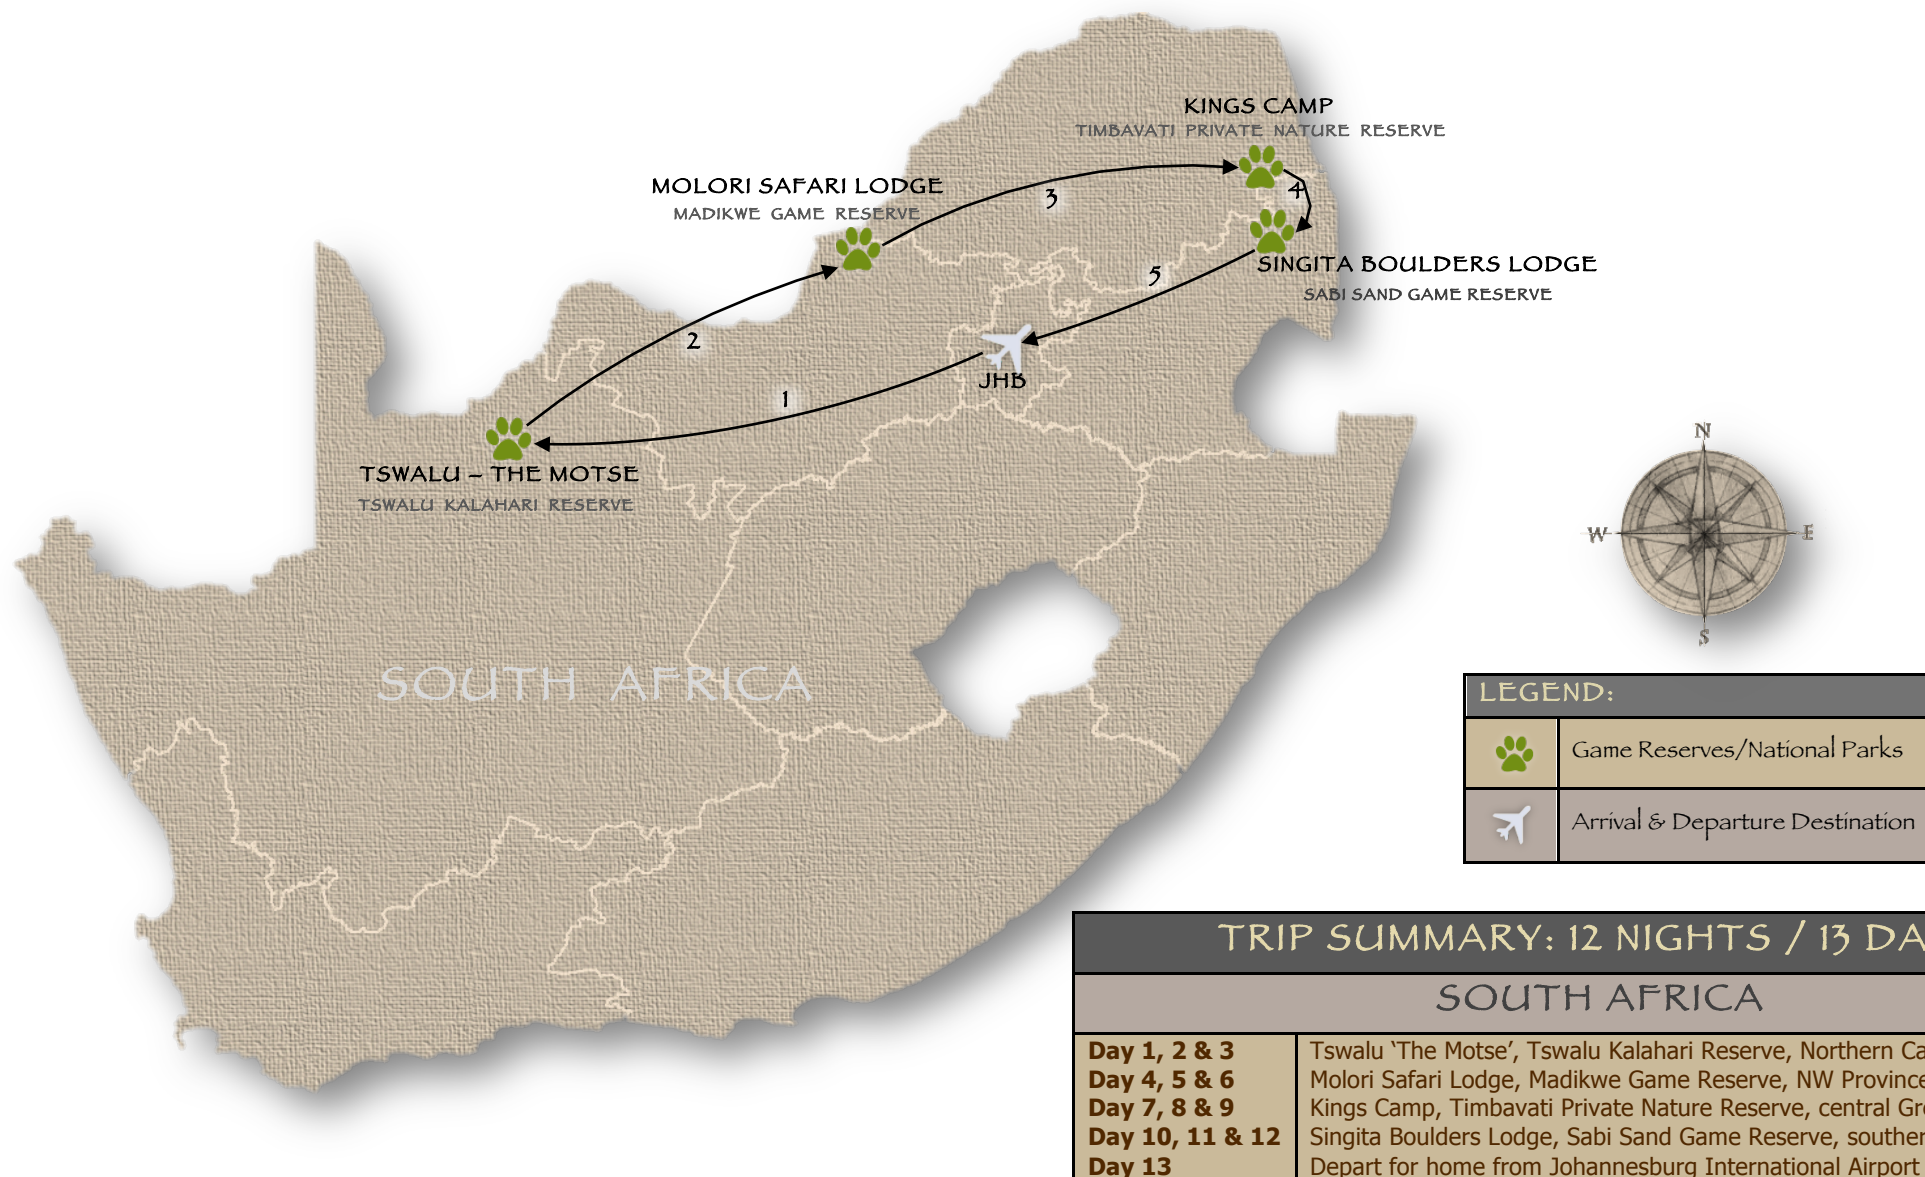 KINGS CAMP
TIMBAVATI PRIVATE NATURE RESERVE
MOLORI SAFARI LODGE
MADIKWE GAME RESERVE
3
4
SINGITA BOULDERS LODGE
SABI SAND GAME RESERVE
5
2
JHB
1
TSWALU – THE MOTSE
TSWALU KALAHARI RESERVE
N
W
E
S
SOUTH AFRICA
LEGEND:
Game Reserves/National Parks
Arrival & Departure Destination
TRIP SUMMARY: 12 NIGHTS / 13 DA
SOUTH AFRICA
Day 1, 2 & 3 Tswalu ‘The Motse’, Tswalu Kalahari Reserve, Northern Ca
Day 4, 5 & 6 Molori Safari Lodge, Madikwe Game Reserve, NW Province
Day 7, 8 & 9 Kings Camp, Timbavati Private Nature Reserve, central Gre
Day 10, 11 & 12 Singita Boulders Lodge, Sabi Sand Game Reserve, southern
Day 13 Depart for home from Johannesburg International Airport